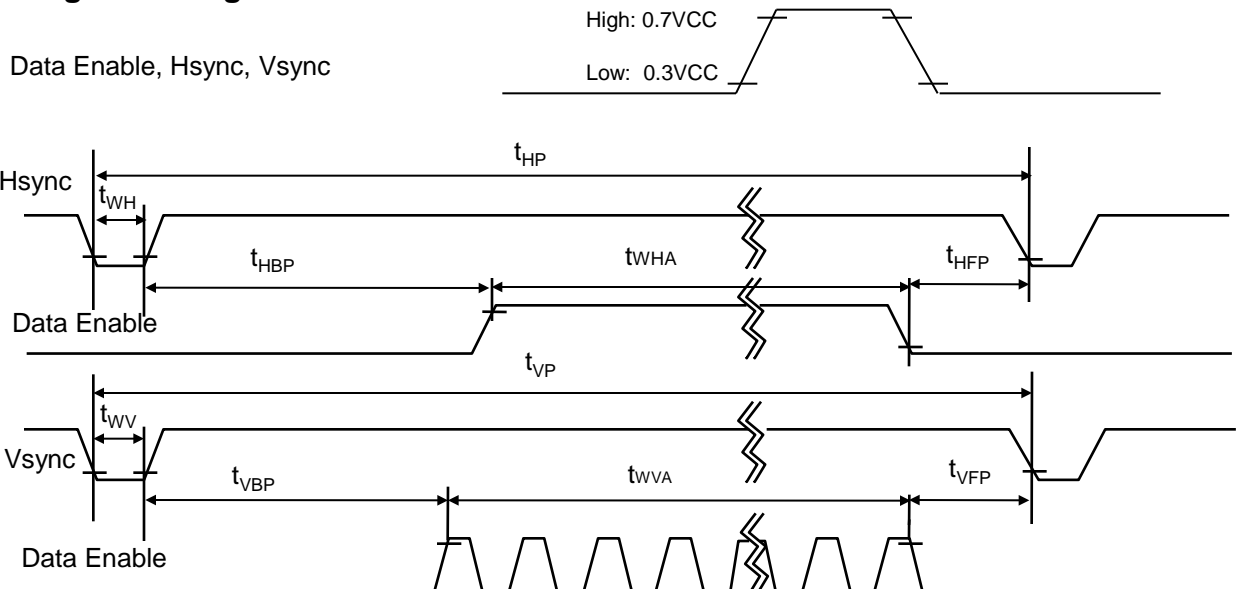 High: 0.7VCC
Data Enable, Hsync, Vsync
Low: 0.3VCC
tHP
Hsync
tWH
tHBP
tWHA
tHFP
Data Enable
tVP
tWV
Vsync
tVBP
tWVA
tVFP
Data Enable